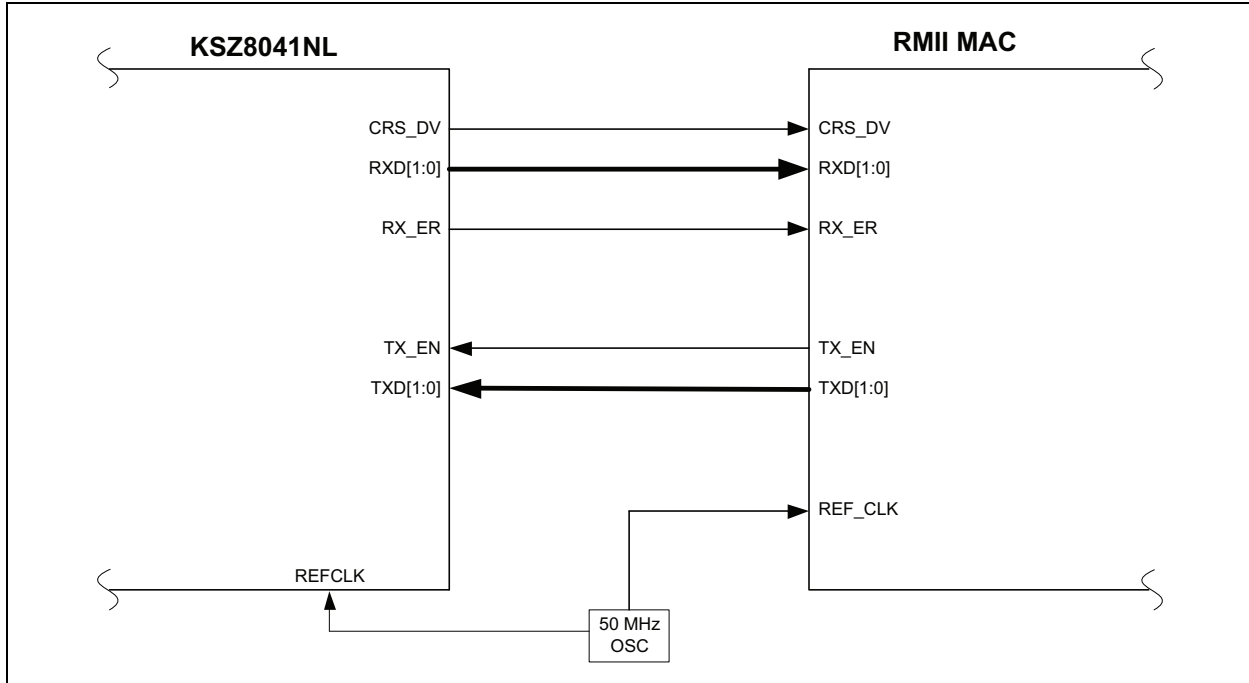 KSZ8041NL
RMII MAC
CRS_DV
CRS_DV
RXD[1:0]
RXD[1:0]
RX_ER
RX_ER
TX_EN
TX_EN
TXD[1:0]
TXD[1:0]
REF_CLK
REFCLK
50 MHz
OSC